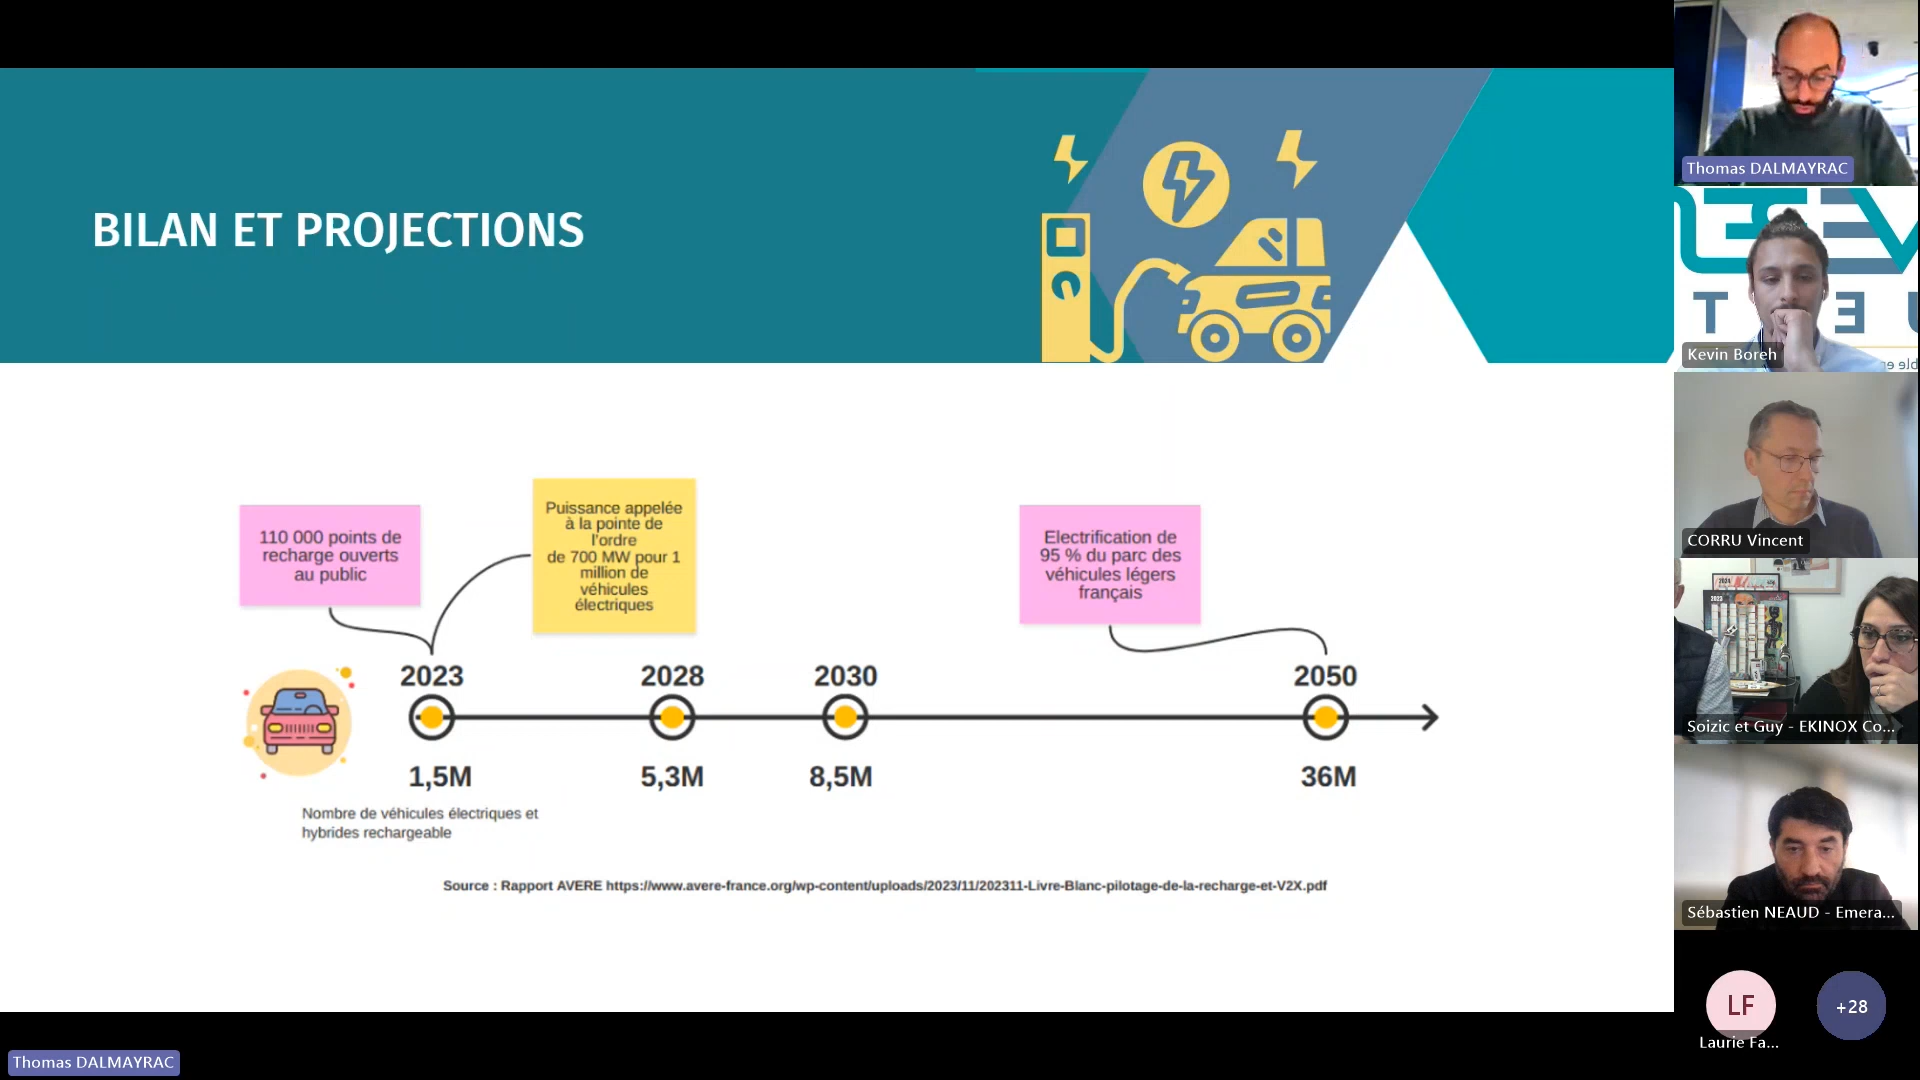 BILAN ET PROJECTIONS
110 000 points de
recharge ouverts
au public
Puissance appelée
à la pointe de
l'ordre
de 700 MW pour 1
million de
véhicules
électriques
Electrification de
95 % du parc des
véhicules légers
français
2023
2028
2030
2050
1,5M
5,3M
8,5M
36M
Nombre de véhicules électriques et
hybrides rechargeable
Source : Rapport AVERE https://www.avere-france.org/wp-content/uploads/2023/11/202311-Livre-Blanc-pilotage-de-la-recharge-et-V2X.pdf
Thomas DALMAYRAC
Thomas DALMAYRAC
Kevin Boreh
CORRU Vincent
2024
2023
Soizic et Guy - EKINOX Co...
Sébastien NEAUD - Emera...
LF
Laurie Fa...
+28